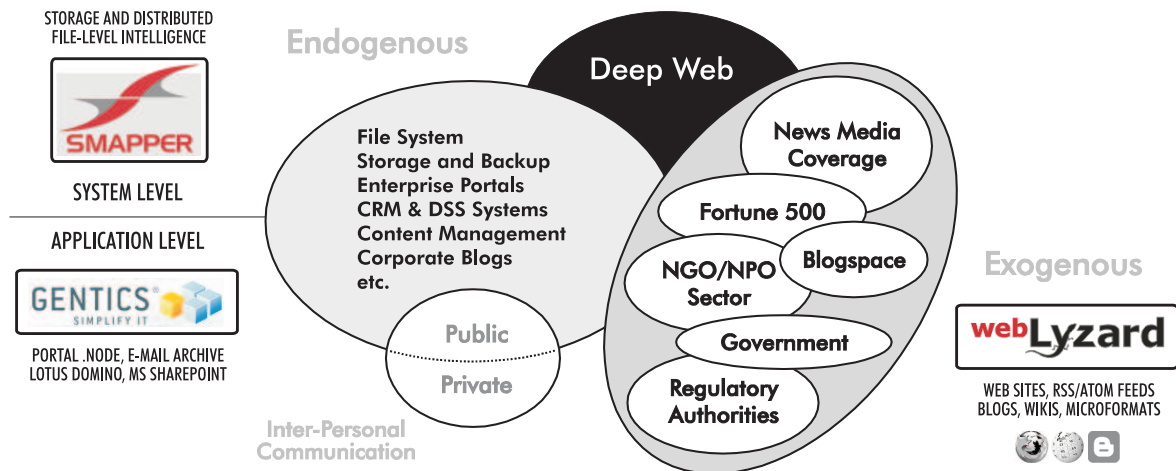 STORAGE AND DISTRIBUTED
FILE-LEVEL INTELLIGENCE
SMAPPER
SYSTEM LEVEL
APPLICATION LEVEL
GENTICS®
SIMPLIFY IT
PORTAL .NODE, E-MAIL ARCHIVE
LOTUS DOMINO, MS SHAREPOINT
Endogenous
Deep Web
File System
Storage and Backup
Enterprise Portals
CRM & DSS Systems
Content Management
Corporate Blogs
etc.
Public
Private
Inter-Personal
Communication
News Media
Coverage
Fortune 500
Blogspace
NGO/NPO
Sector
Government
Regulatory
Authorities
Exogenous
webLyzard
WEB SITES, RSS/ATOM FEEDS
BLOGS, WIKIS, MICROFORMATS